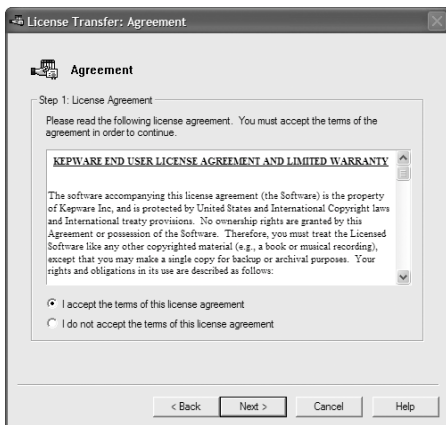 License Transfer: Agreement
Agreement
Step 1: License Agreement
Please read the following license agreement. You must accept the terms of the
agreement in order to continue.
KEPWARE END USER LICENSE AGREEMENT AND LIMITED WARRANTY
The software accompanying this license agreement (the Software) is the property
of Kepware Inc, and is protected by United States and International Copyright laws
and International treaty provisions. No ownership rights are granted by this
Agreement or possession of the Software. Therefore, you must treat the Licensed
Software like any other copyrighted material (e.g., a book or musical recording),
except that you may make a single copy for backup or archival purposes. Your
rights and obligations in its use are described as follows:
I accept the terms of this license agreement
I do not accept the terms of this license agreement
< Back Next > Cancel Help